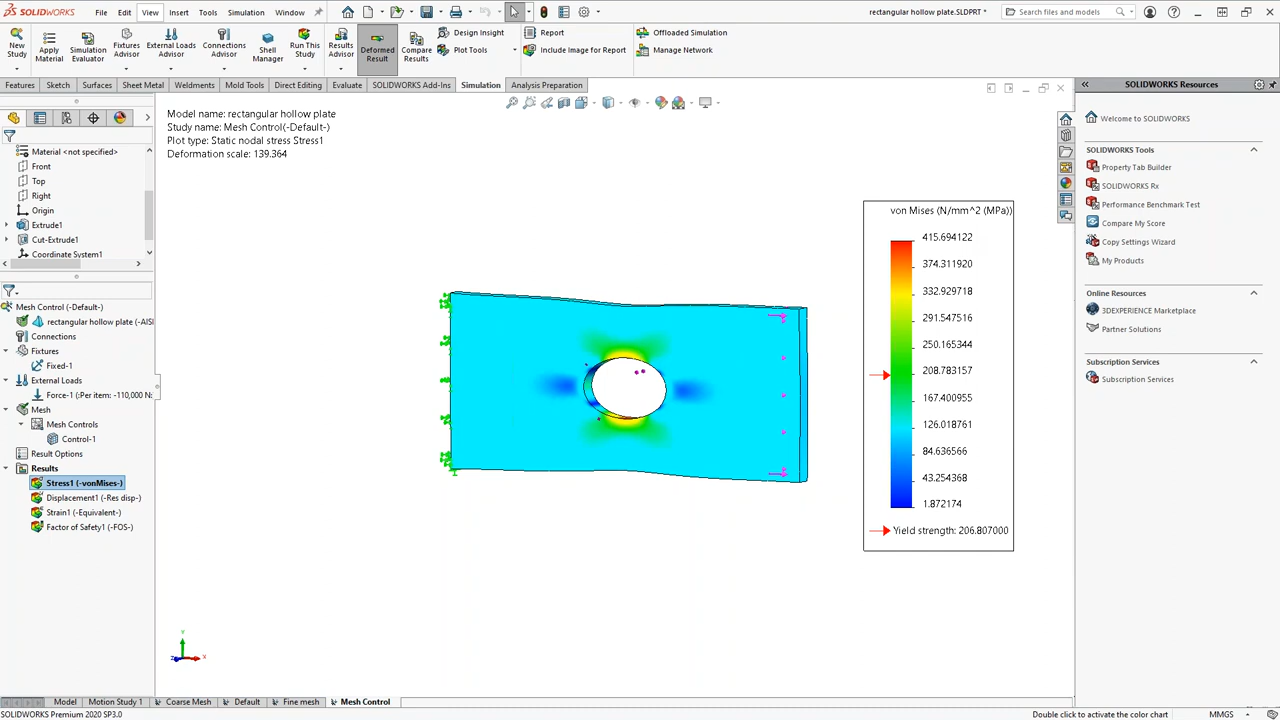 SOLIDWORKS File Edit View Insert Tools Simulation Window rectangular hollow plate.SLDPRT * Search files and models
New Study Apply Material Simulation Evaluator Fixtures Advisor External Loads Advisor Connections Advisor Shell Manager Run This Study Results Advisor Deformed Result Compare Results Design Insight Plot Tools Report Include Image for Report Offloaded Simulation Manage Network
Features Sketch Surfaces Sheet Metal Weldments Mold Tools Direct Editing Evaluate SOLIDWORKS Add-Ins Simulation Analysis Preparation
Material <not specified>
Front
Top
Right
Origin
Extrude1
Cut-Extrude1
Coordinate System1
Mesh Control (-Default-)
rectangular hollow plate (-AISI
Connections
Fixtures
Fixed-1
External Loads
Force-1 (:Per item: -110,000 N:
Mesh
Mesh Controls
Control-1
Result Options
Results
Stress1 (-vonMises-)
Displacement1 (-Res disp-)
Strain1 (-Equivalent-)
Factor of Safety1 (-FOS-)
Model name: rectangular hollow plate
Study name: Mesh Control(-Default-)
Plot type: Static nodal stress Stress1
Deformation scale: 139.364
von Mises (N/mm^2 (MPa))
415.694122
374.311920
332.929718
291.547516
250.165344
208.783157
167.400955
126.018761
84.636566
43.254368
1.872174
Yield strength: 206.807000
Y
X
Z
SOLIDWORKS Resources
Welcome to SOLIDWORKS
SOLIDWORKS Tools
Property Tab Builder
SOLIDWORKS Rx
Performance Benchmark Test
Compare My Score
Copy Settings Wizard
My Products
Online Resources
3DEXPERIENCE Marketplace
Partner Solutions
Subscription Services
Subscription Services
Model Motion Study 1 Coarse Mesh Default Fine mesh Mesh Control
SOLIDWORKS Premium 2020 SP3.0 Double click to activate the color chart MMGS